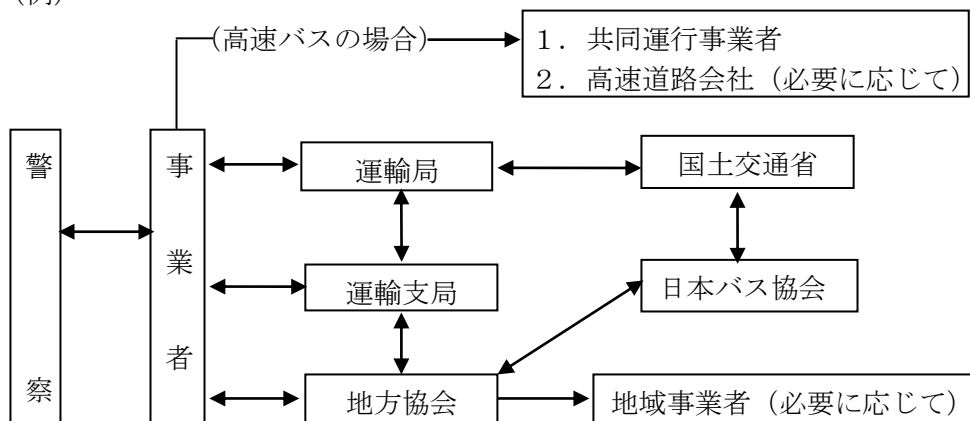 (例)
(高速バスの場合)
１．共同運行事業者
２．高速道路会社（必要に応じて）
警察
事業者
運輸局
国土交通省
運輸支局
日本バス協会
地方協会
地域事業者（必要に応じて）